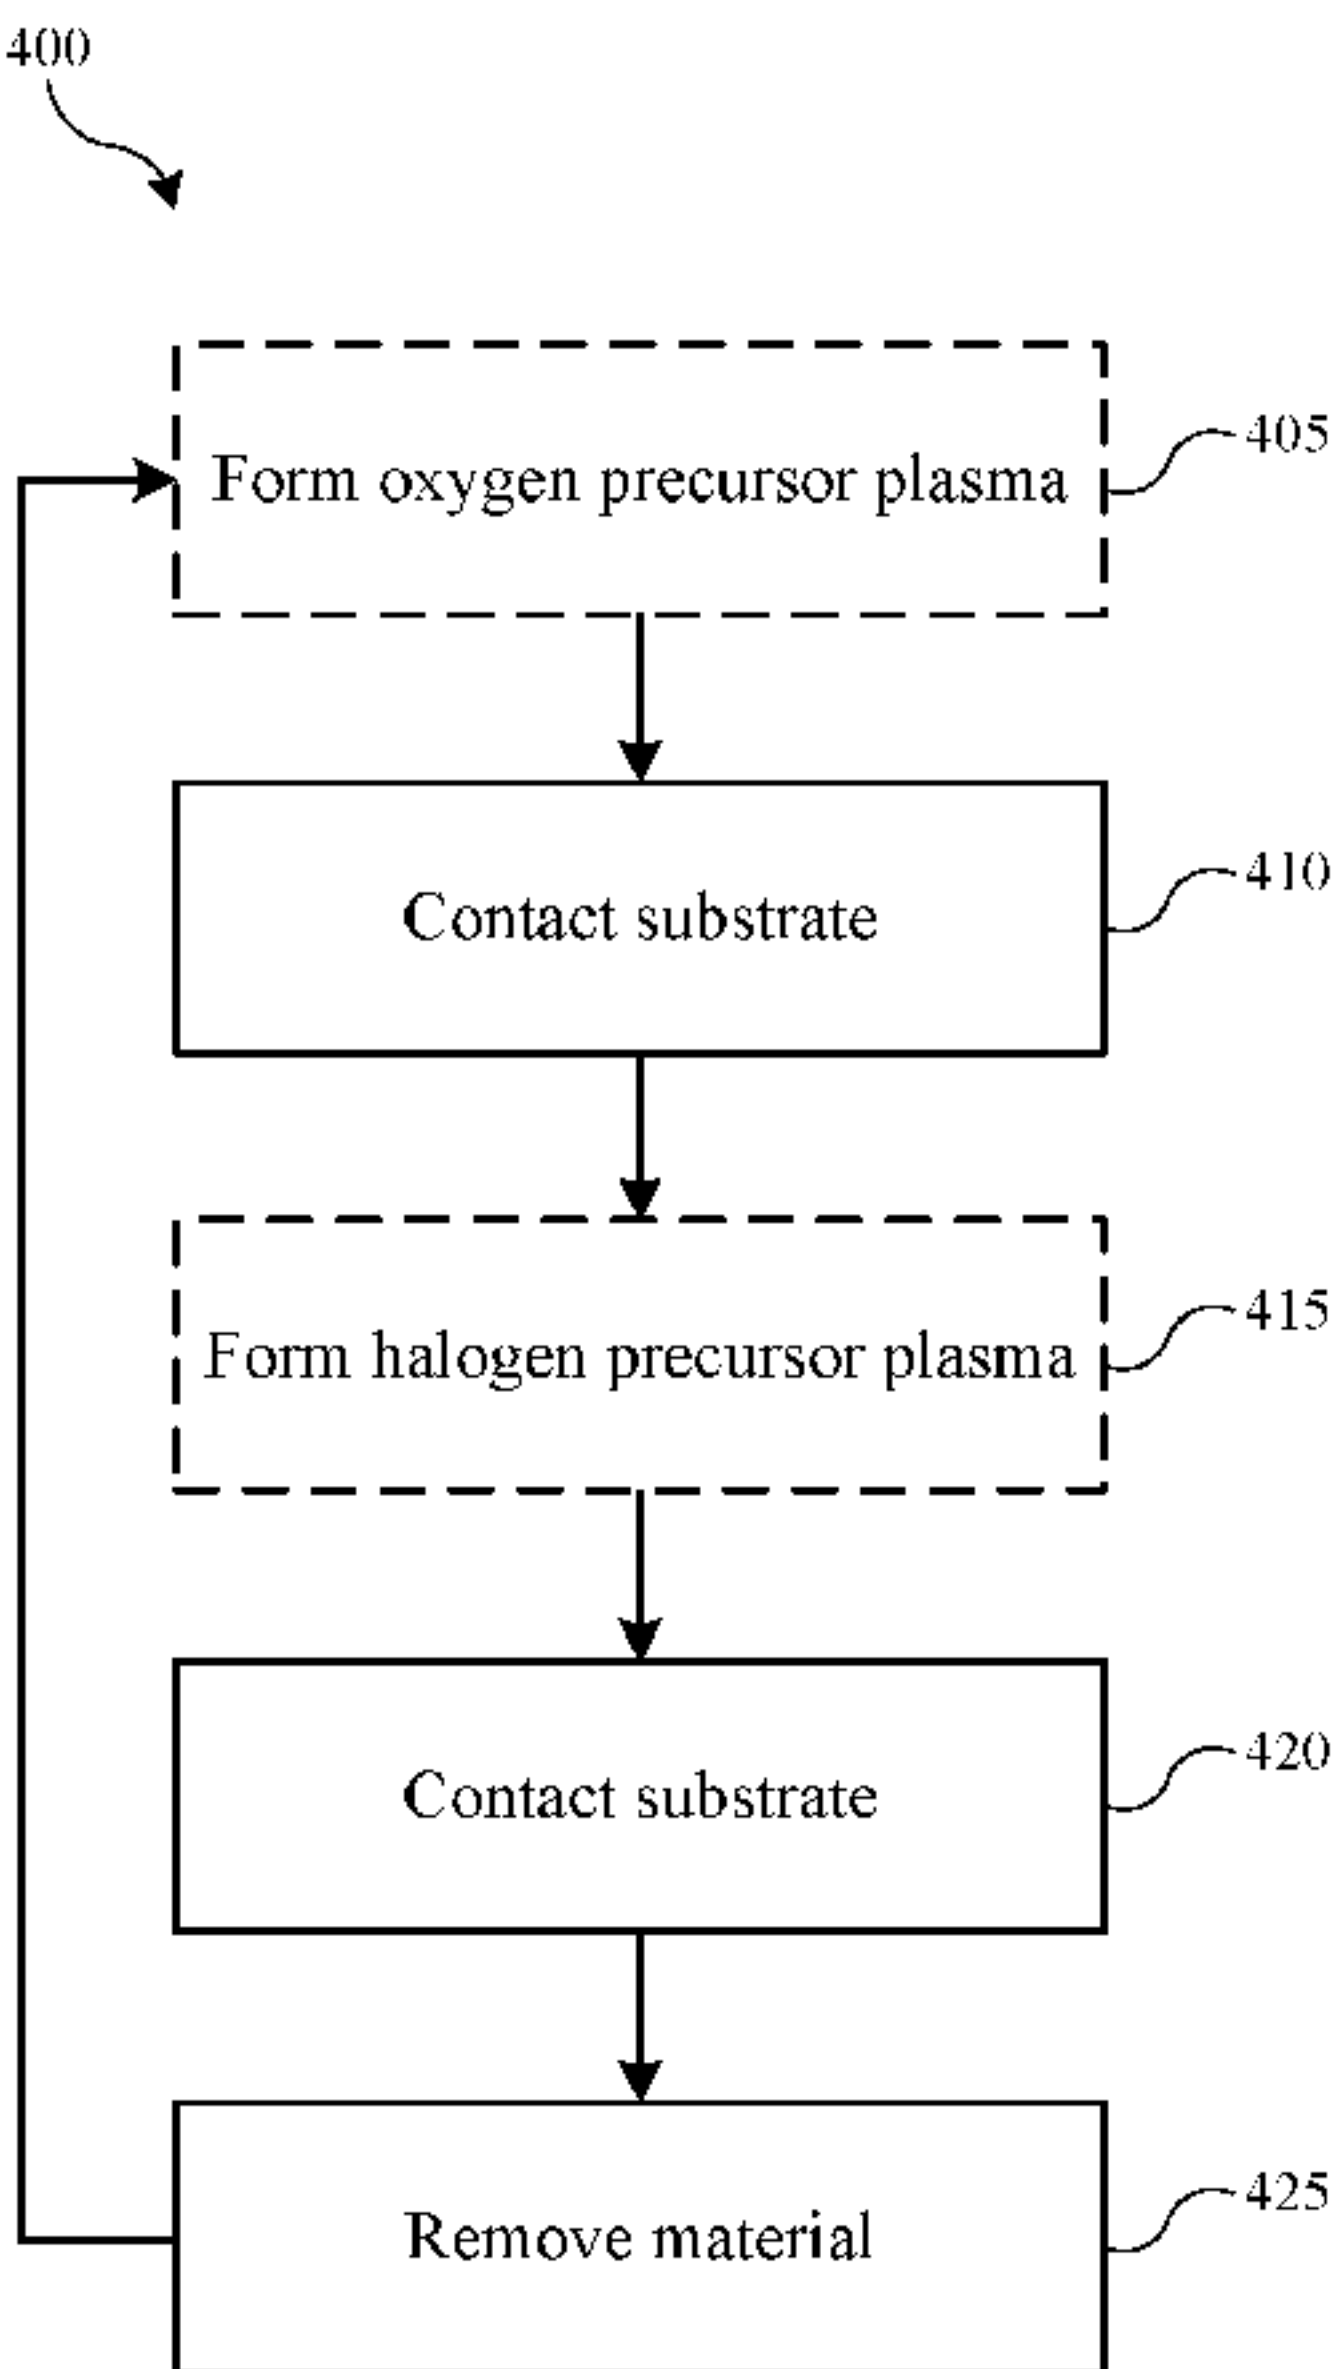 400
Form oxygen precursor plasma
405
Contact substrate
410
Form halogen precursor plasma
415
Contact substrate
420
Remove material
425